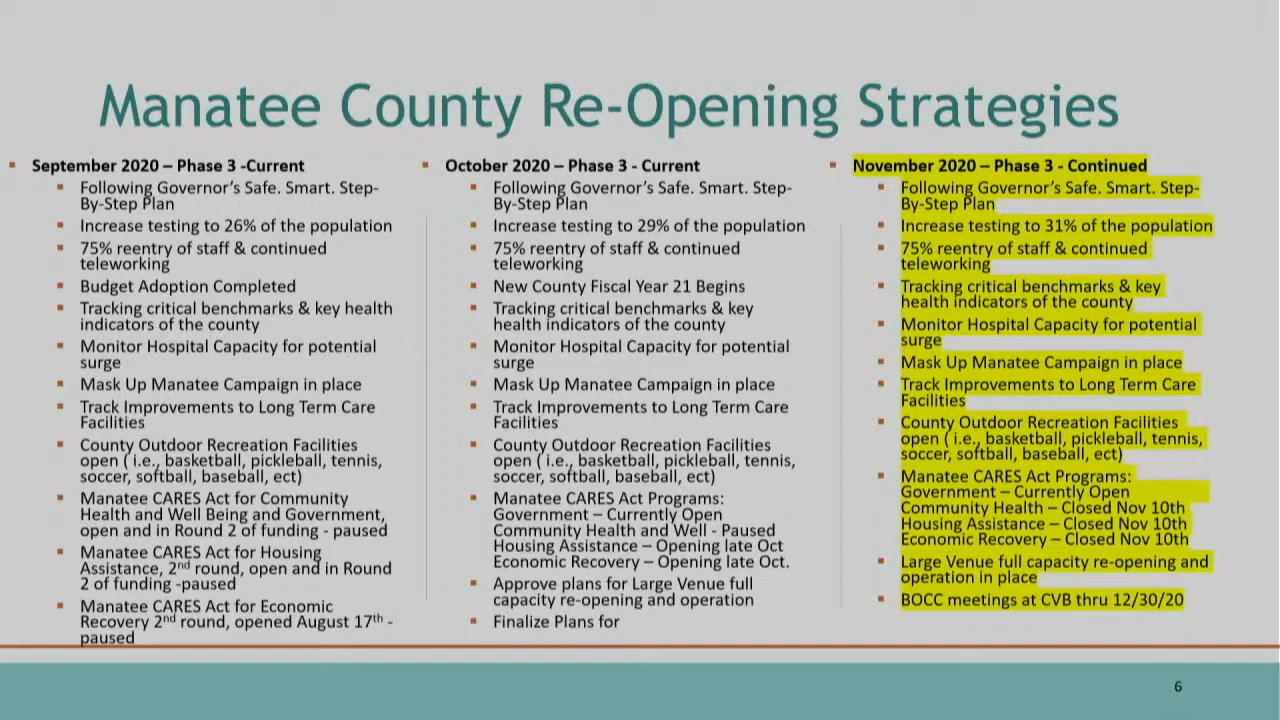 Manatee County Re-Opening Strategies
September 2020 – Phase 3 -Current
Following Governor's Safe. Smart. Step-
By-Step Plan
Increase testing to 26% of the population
75% reentry of staff & continued
teleworking
Budget Adoption Completed
Tracking critical benchmarks & key health
indicators of the county
Monitor Hospital Capacity for potential
surge
Mask Up Manatee Campaign in place
Track Improvements to Long Term Care
Facilities
County Outdoor Recreation Facilities
open ( i.e., basketball, pickleball, tennis,
soccer, softball, baseball, ect)
Manatee CARES Act for Community
Health and Well Being and Government,
open and in Round 2 of funding - paused
Manatee CARES Act for Housing
Assistance, 2nd round, open and in Round
2 of funding -paused
Manatee CARES Act for Economic
Recovery 2nd round, opened August 17th -
paused
October 2020 – Phase 3 - Current
Following Governor's Safe. Smart. Step-
By-Step Plan
Increase testing to 29% of the population
75% reentry of staff & continued
teleworking
New County Fiscal Year 21 Begins
Tracking critical benchmarks & key
health indicators of the county
Monitor Hospital Capacity for potential
surge
Mask Up Manatee Campaign in place
Track Improvements to Long Term Care
Facilities
County Outdoor Recreation Facilities
open ( i.e., basketball, pickleball, tennis,
soccer, softball, baseball, ect)
Manatee CARES Act Programs:
Government – Currently Open
Community Health and Well - Paused
Housing Assistance – Opening late Oct
Economic Recovery – Opening late Oct.
Approve plans for Large Venue full
capacity re-opening and operation
Finalize Plans for
November 2020 – Phase 3 - Continued
Following Governor's Safe. Smart. Step-
By-Step Plan
Increase testing to 31% of the population
75% reentry of staff & continued
teleworking
Tracking critical benchmarks & key
health indicators of the county
Monitor Hospital Capacity for potential
surge
Mask Up Manatee Campaign in place
Track Improvements to Long Term Care
Facilities
County Outdoor Recreation Facilities
open ( i.e., basketball, pickleball, tennis,
soccer, softball, baseball, ect)
Manatee CARES Act Programs:
Government – Currently Open
Community Health – Closed Nov 10th
Housing Assistance – Closed Nov 10th
Economic Recovery – Closed Nov 10th
Large Venue full capacity re-opening and
operation in place
BOCC meetings at CVB thru 12/30/20
6